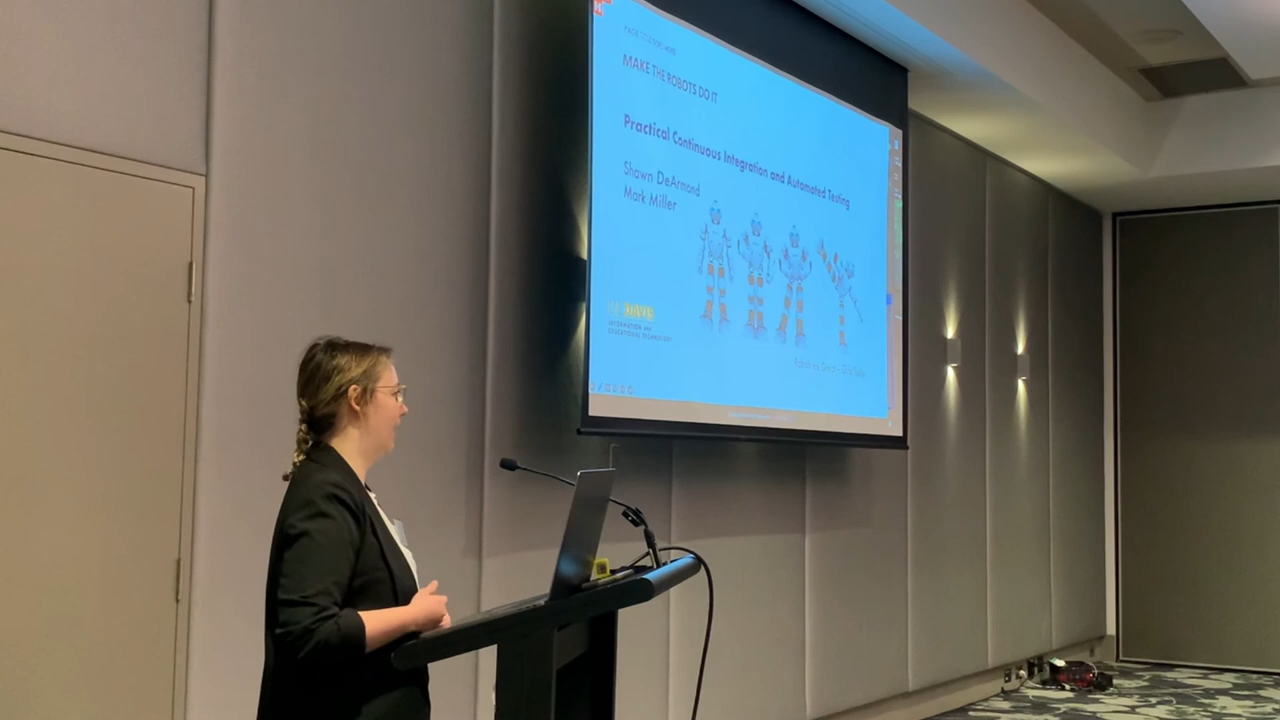 MAKE THE ROBOTS DO IT
Practical Continuous Integration and Automated Testing
Shawn DeArmond
Mark Miller
UC DAVIS
INFORMATION AND
EDUCATIONAL TECHNOLOGY